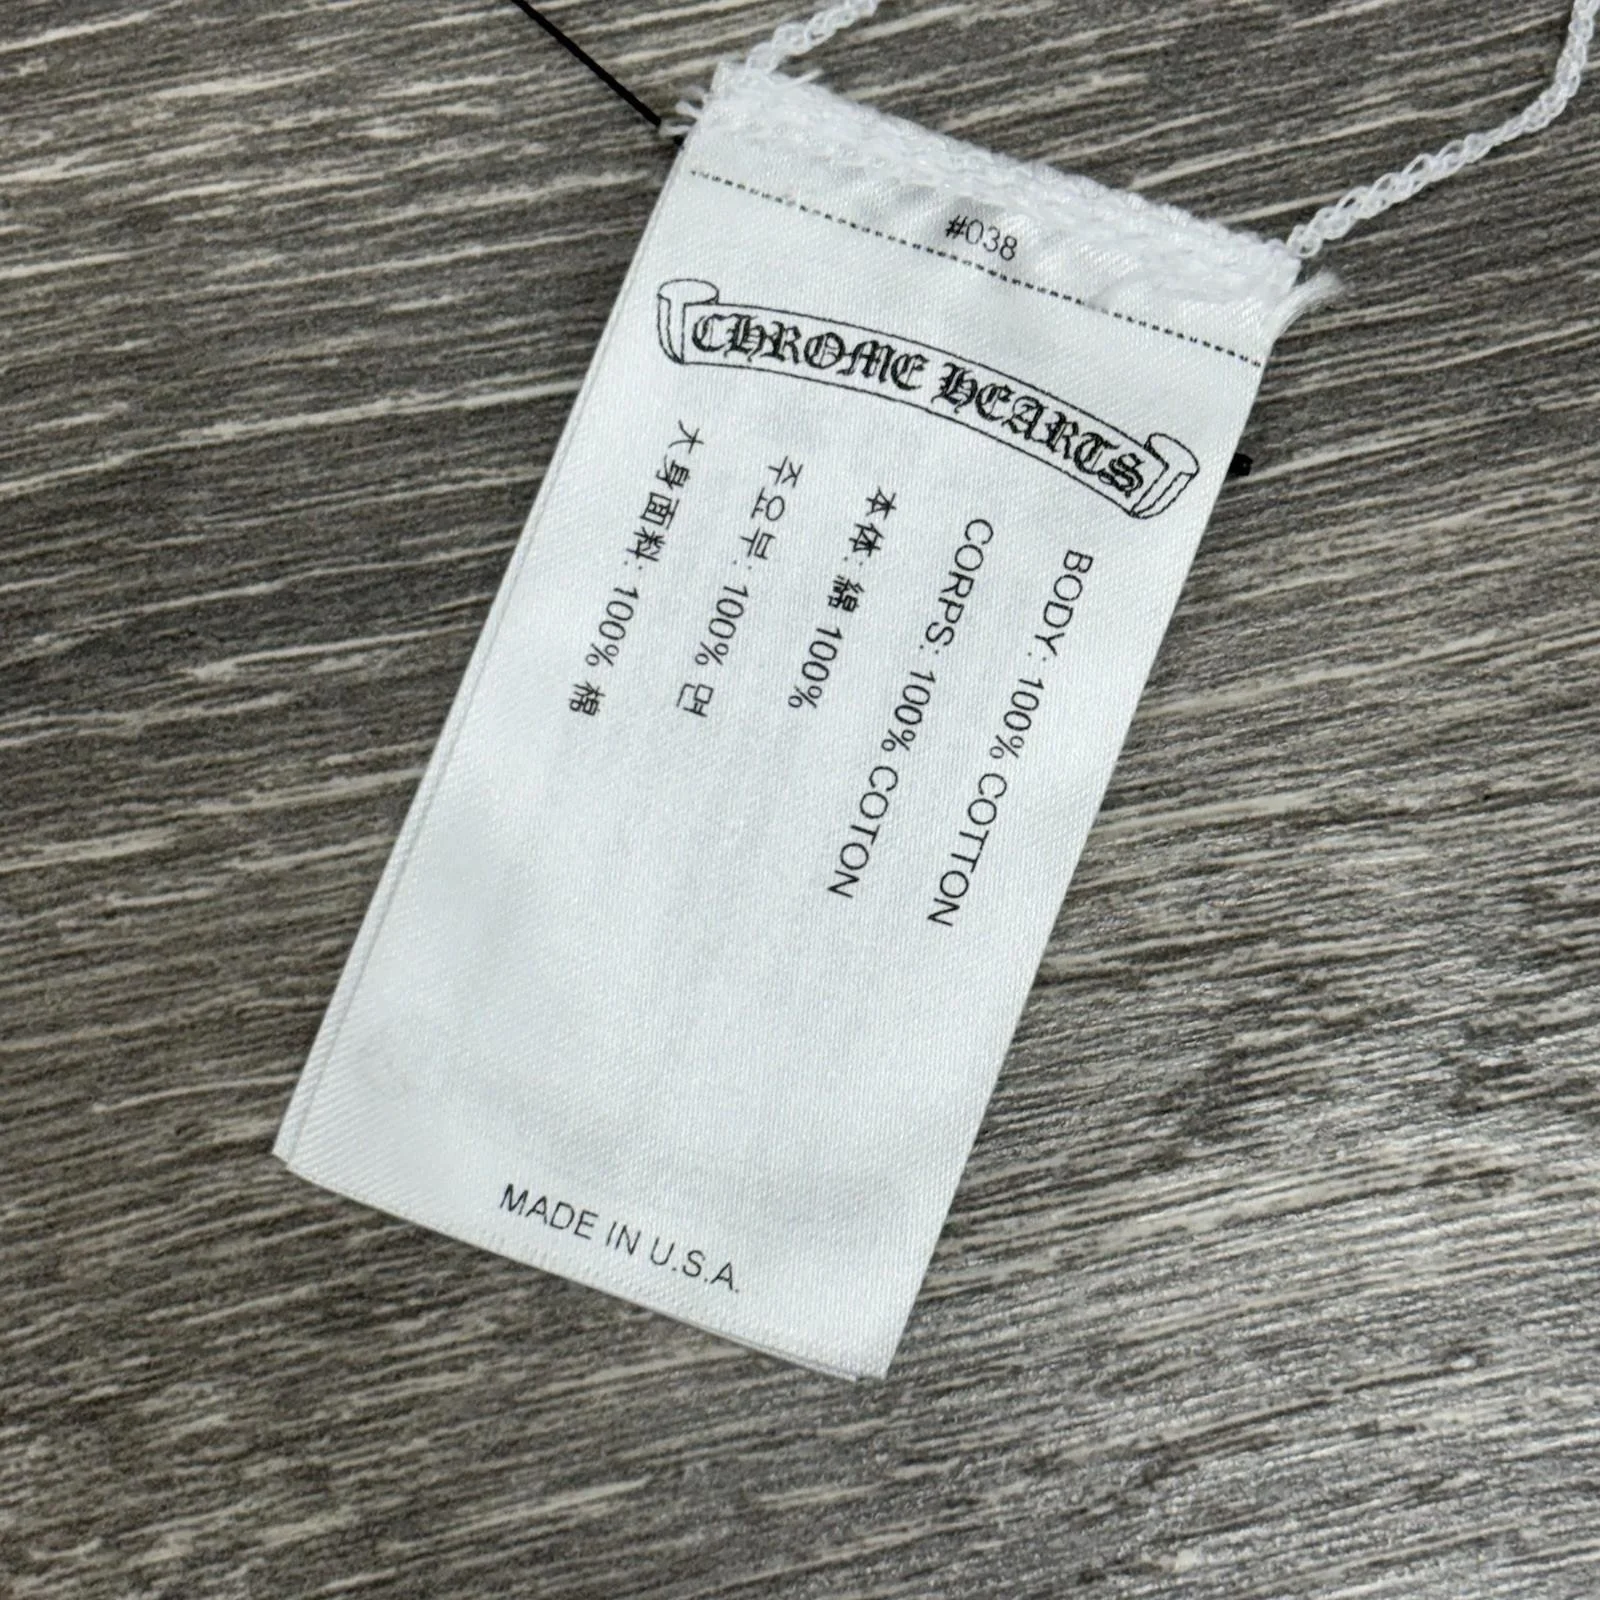 #038
CHROME HEARTS
BODY: 100% COTTON
CORPS: 100% COTON
本体: 綿 100%
주요부: 100% 면
大身面料: 100% 棉
MADE IN U.S.A.